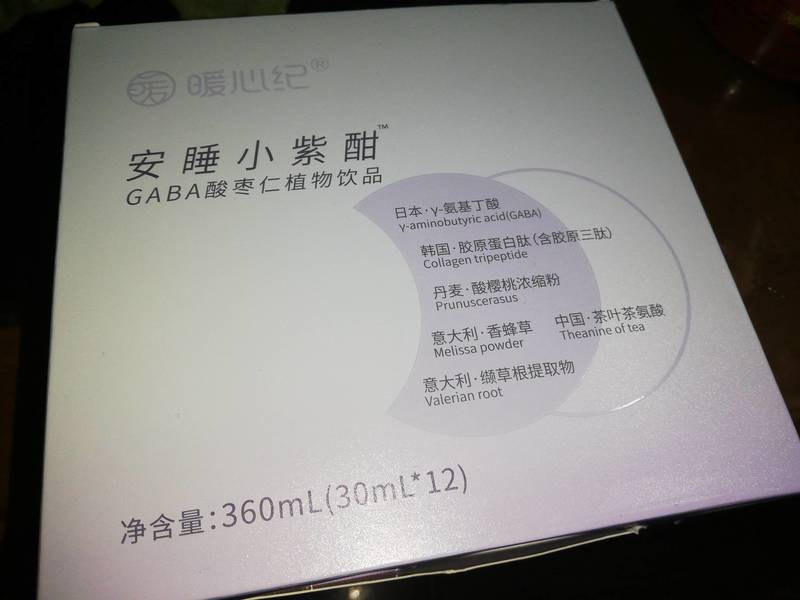 暖心纪®
安睡小紫酣™
GABA酸枣仁植物饮品
日本·γ-氨基丁酸
γ-aminobutyric acid(GABA)
韩国·胶原蛋白肽(含胶原三肽)
Collagen tripeptide
丹麦·酸樱桃浓缩粉
Prunuscerasus
意大利·香蜂草
Melissa powder
中国·茶叶茶氨酸
Theanine of tea
意大利·缬草根提取物
Valerian root
净含量:360mL(30mL*12)